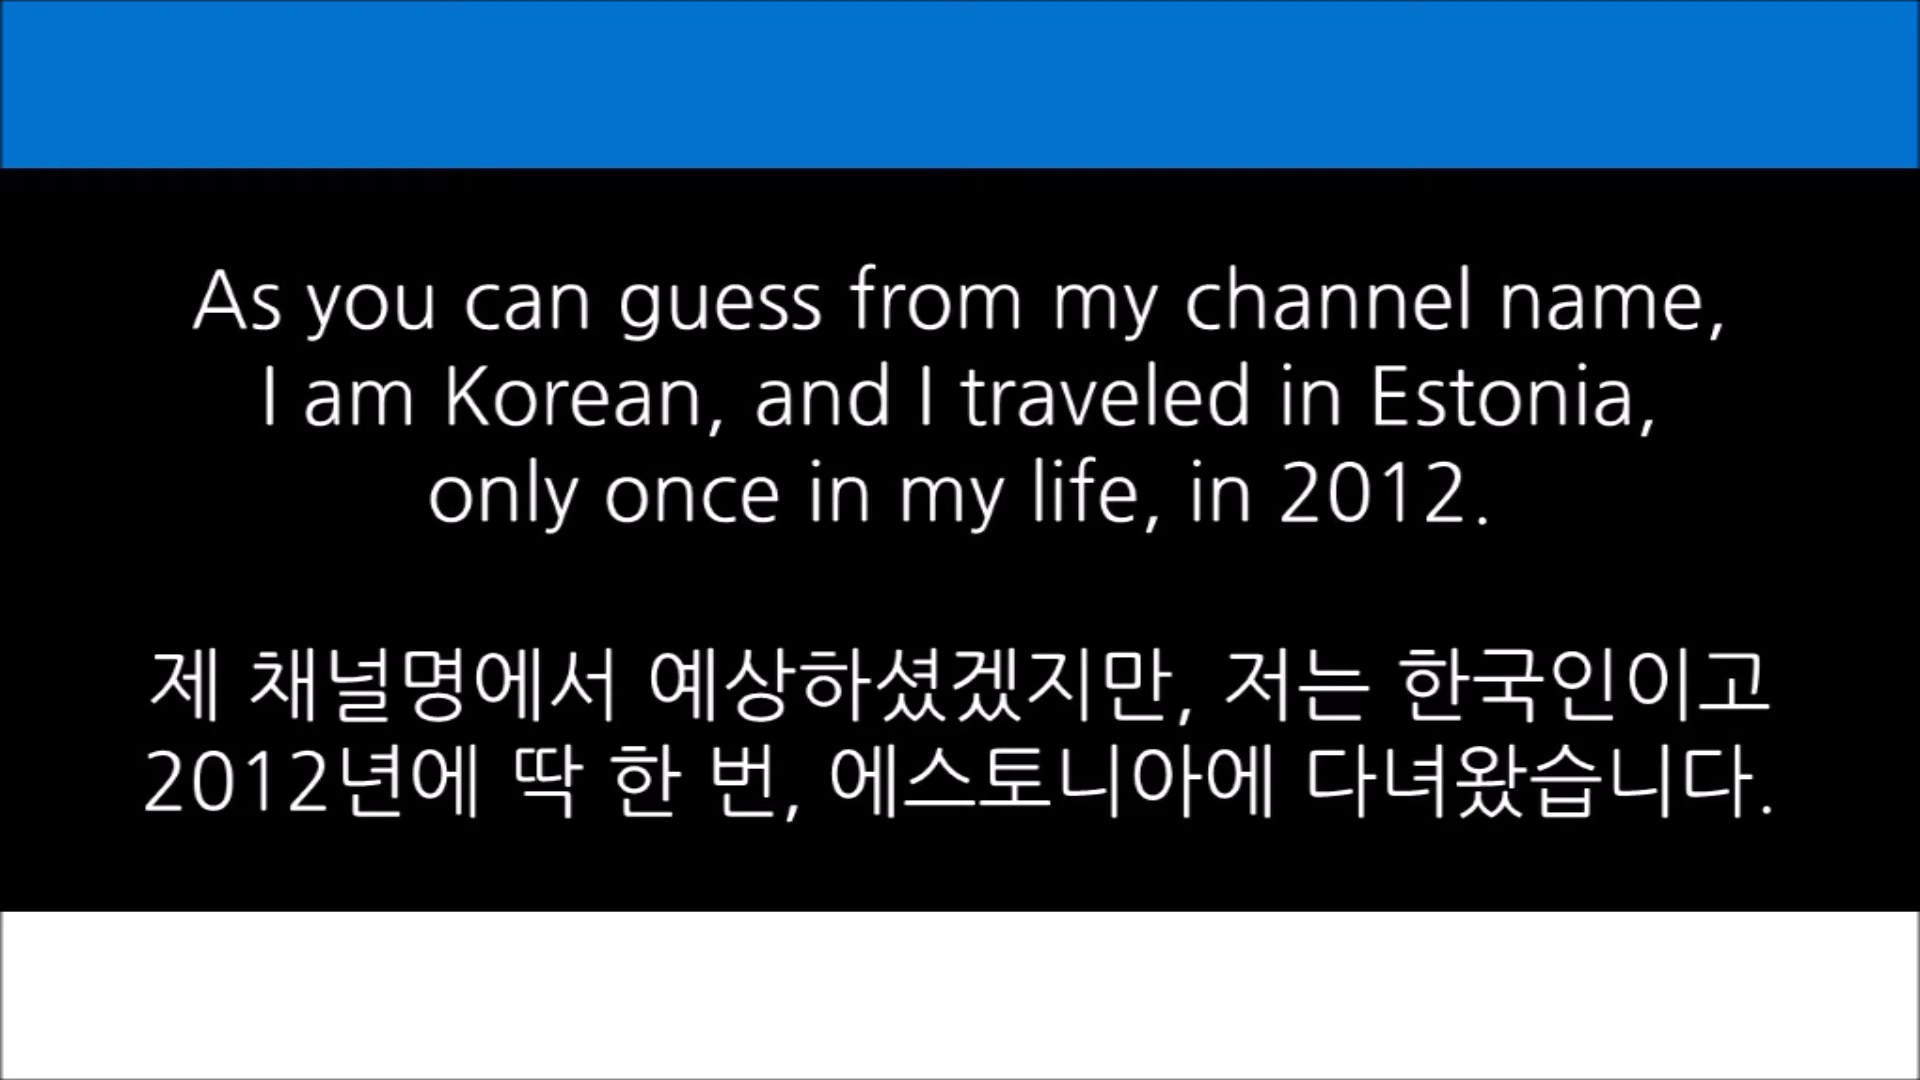 As you can guess from my channel name,
I am Korean, and I traveled in Estonia,
only once in my life, in 2012.
제 채널명에서 예상하셨겠지만, 저는 한국인이고
2012년에 딱 한 번, 에스토니아에 다녀왔습니다.